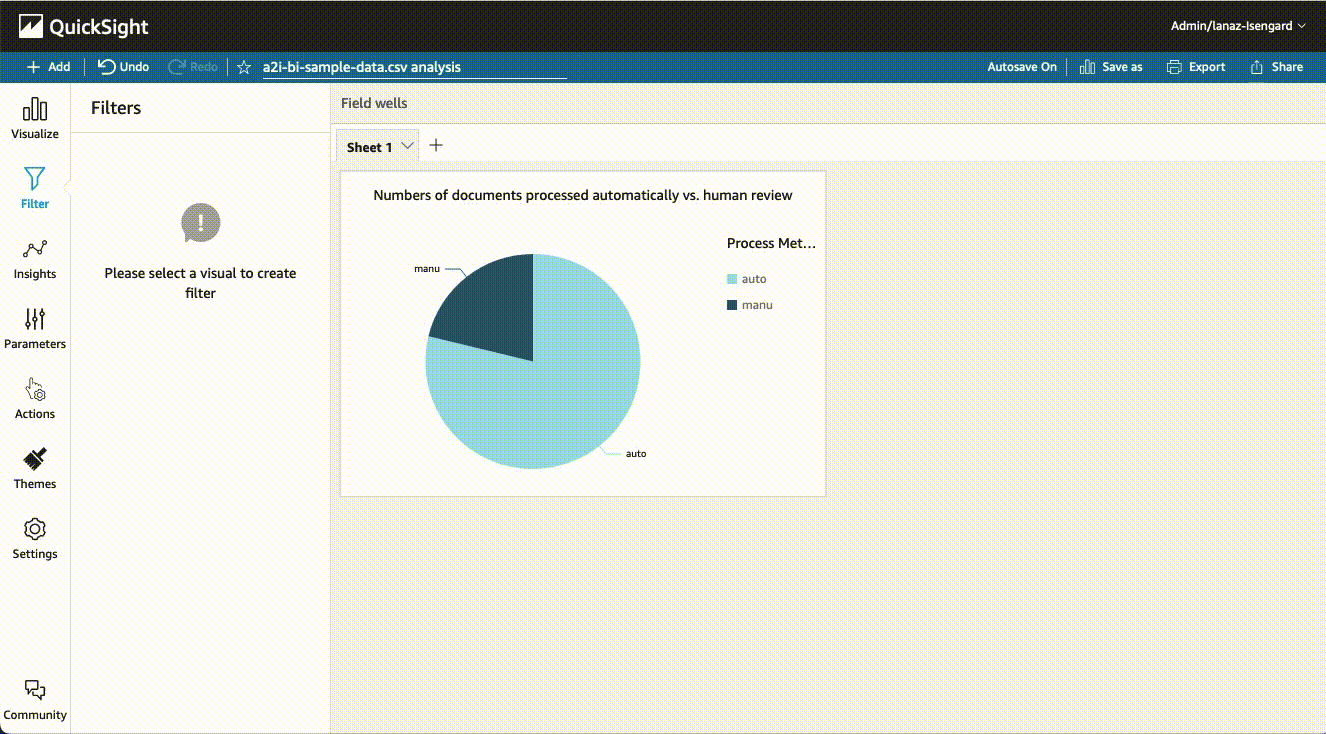 QuickSight
Admin/lanaz-Isengard
Add
Undo
Redo
a2i-bi-sample-data.csv analysis
Autosave On
Save as
Export
Share
Visualize
Filter
Insights
Parameters
Actions
Themes
Settings
Community
Filters
!
Please select a visual to create
filter
Field wells
Sheet 1
Numbers of documents processed automatically vs. human review
manu
auto
Process Met...
auto
manu